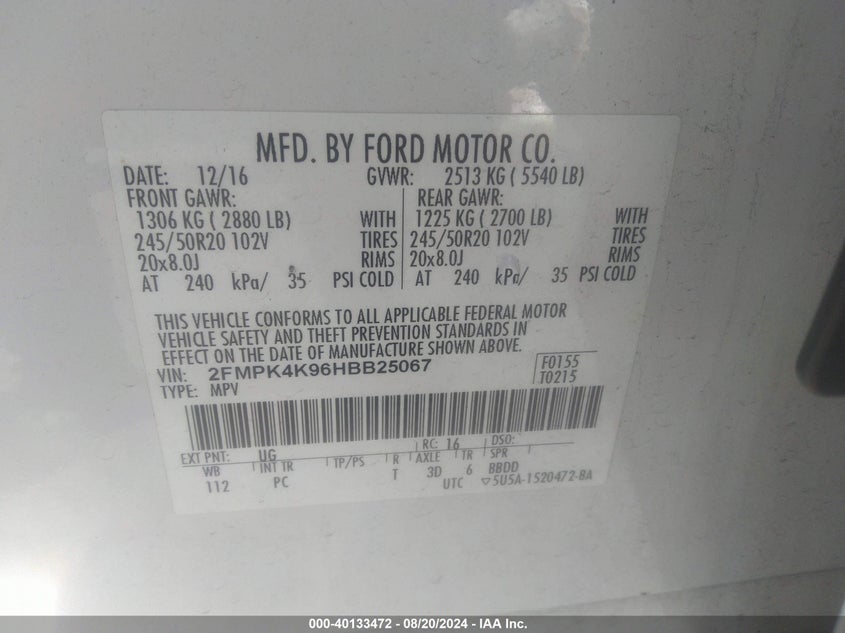 MFD. BY FORD MOTOR CO.
DATE: 12/16 GVWR: 2513 KG ( 5540 LB)
FRONT GAWR: REAR GAWR:
1306 KG ( 2880 LB) WITH 1225 KG ( 2700 LB) WITH
245/50R20 102V TIRES 245/50R20 102V TIRES
20x8.0J RIMS 20x8.0J RIMS
AT 240 kPa/ 35 PSI COLD AT 240 kPa/ 35 PSI COLD
THIS VEHICLE CONFORMS TO ALL APPLICABLE FEDERAL MOTOR
VEHICLE SAFETY AND THEFT PREVENTION STANDARDS IN
EFFECT ON THE DATE OF MANUFACTURE SHOWN ABOVE.
VIN: 2FMPK4K96HBB25067 F0155
TYPE: MPV T0215
EXT PNT: UG RC: 16 DSO:
WB INT TR TP/PS R AXLE TR SPR
112 PC T 3D 6 BBDD
UTC ▽5U5A-1520472-BA
000-40133472 - 08/20/2024 - IAA Inc.